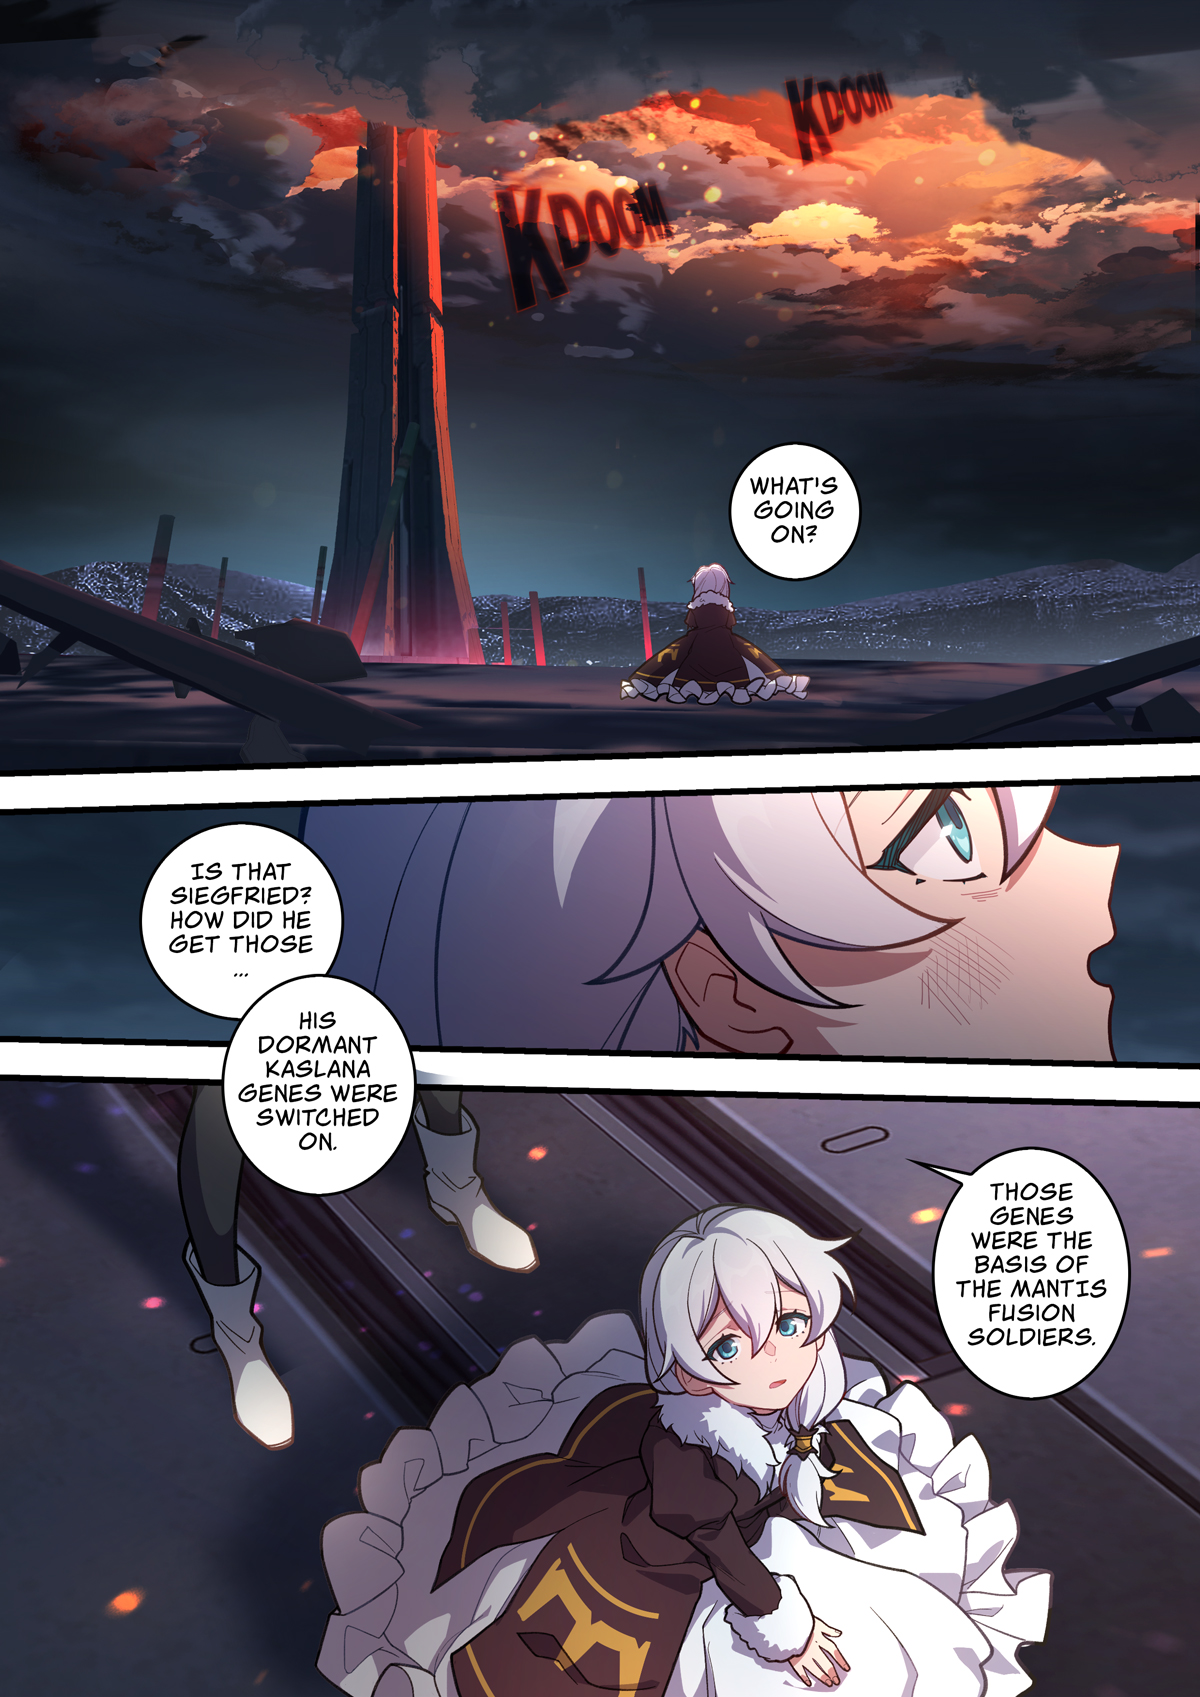 KDOOM
KDOOM
WHAT'S
GOING
ON?
IS THAT
SIEGFRIED?
HOW DID HE
GET THOSE
...
HIS
DORMANT
KASLANA
GENES WERE
SWITCHED
ON.
THOSE
GENES
WERE THE
BASIS OF
THE MANTIS
FUSION
SOLDIERS.